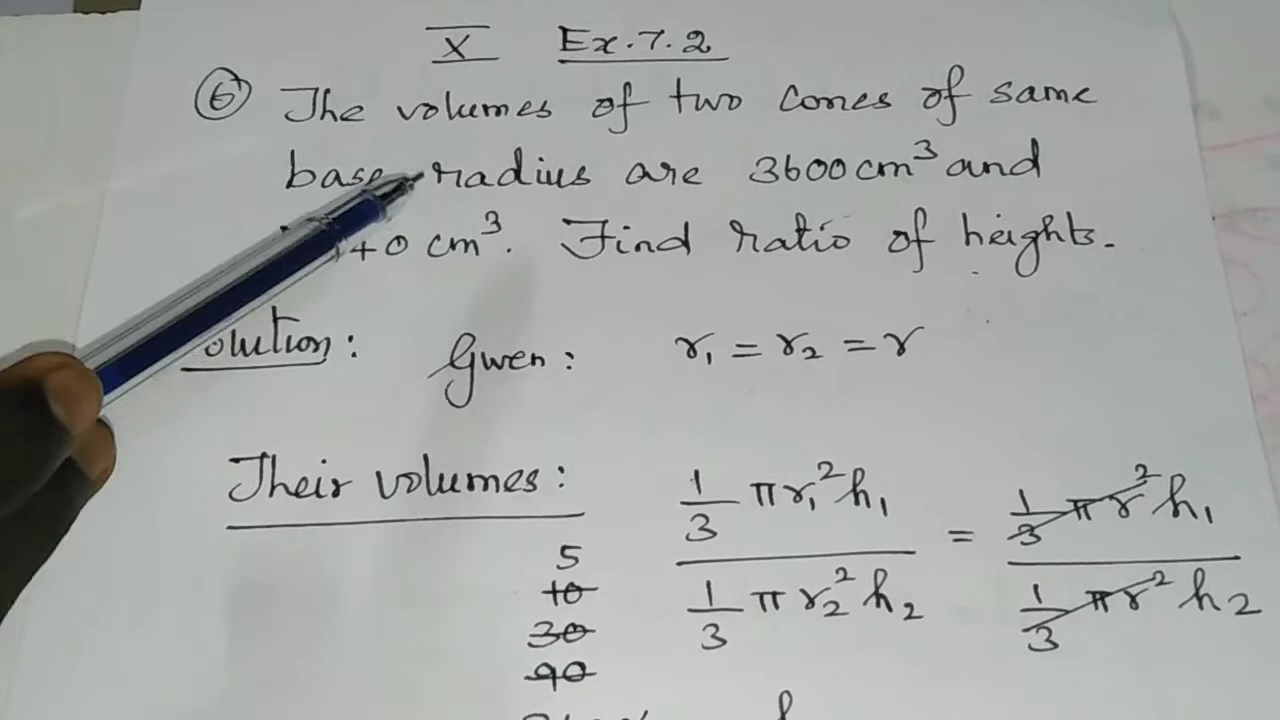 X Ex.7.2
⑥ The volumes of two cones of same
base radius are 3600 cm³ and
40 cm³. Find ratio of heights.
olution: Given: r₁ = r₂ = r
Their volumes: 1/3 πr₁²h₁ / 1/3 πr₂²h₂ = 1/3 πr²h₁ / 1/3 πr²h₂
5
10
30
90